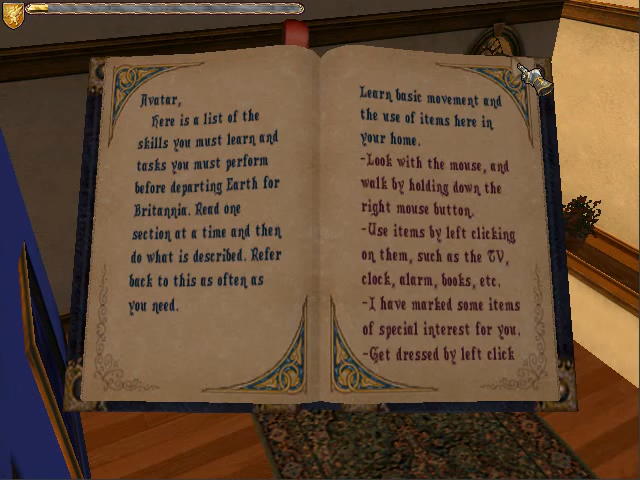 Avatar,
Here is a list of the
skills you must learn and
tasks you must perform
before departing Earth for
Britannia. Read one
section at a time and then
do what is described. Refer
back to this as often as
you need.
Learn basic movement and
the use of items here in
your home.
-Look with the mouse, and
walk by holding down the
right mouse button.
-Use items by left clicking
on them, such as the TV,
clock, alarm, books, etc.
-I have marked some items
of special interest for you.
-Get dressed by left click